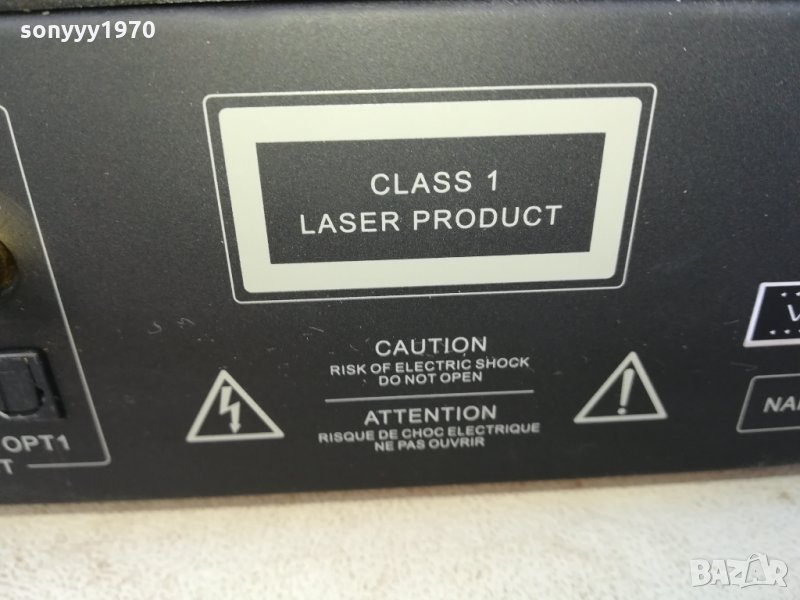 sonyyy1970
CLASS 1
LASER PRODUCT
CAUTION
RISK OF ELECTRIC SHOCK
DO NOT OPEN
ATTENTION
RISQUE DE CHOC ELECTRIQUE
NE PAS OUVRIR
OPT1
BAZAR